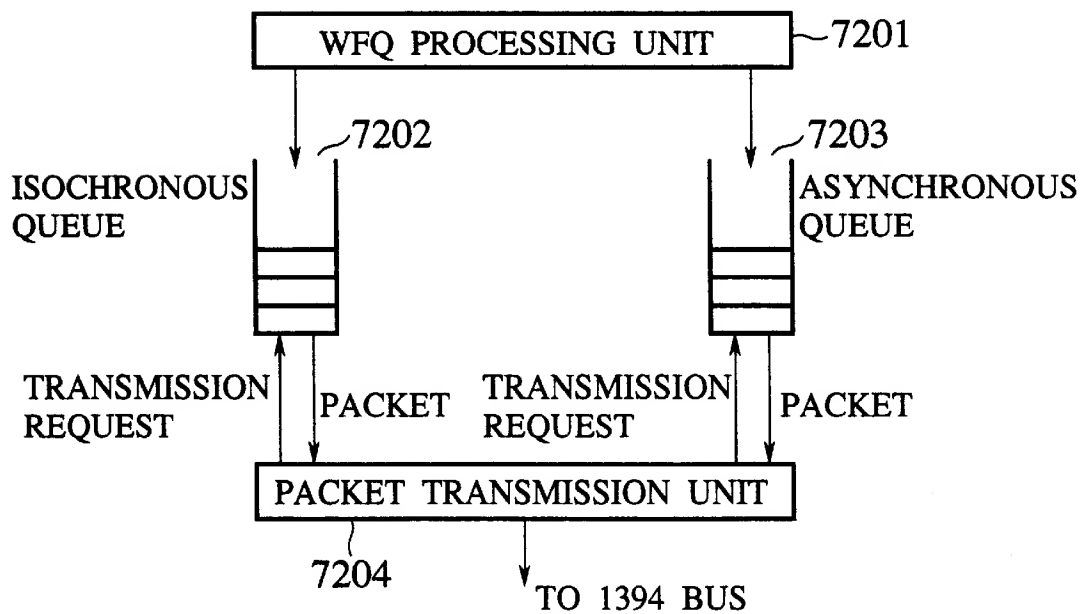 WFQ PROCESSING UNIT
7201
7202
7203
ISOCHRONOUS
QUEUE
ASYNCHRONOUS
QUEUE
TRANSMISSION
REQUEST
PACKET
TRANSMISSION
REQUEST
PACKET
PACKET TRANSMISSION UNIT
7204
TO 1394 BUS